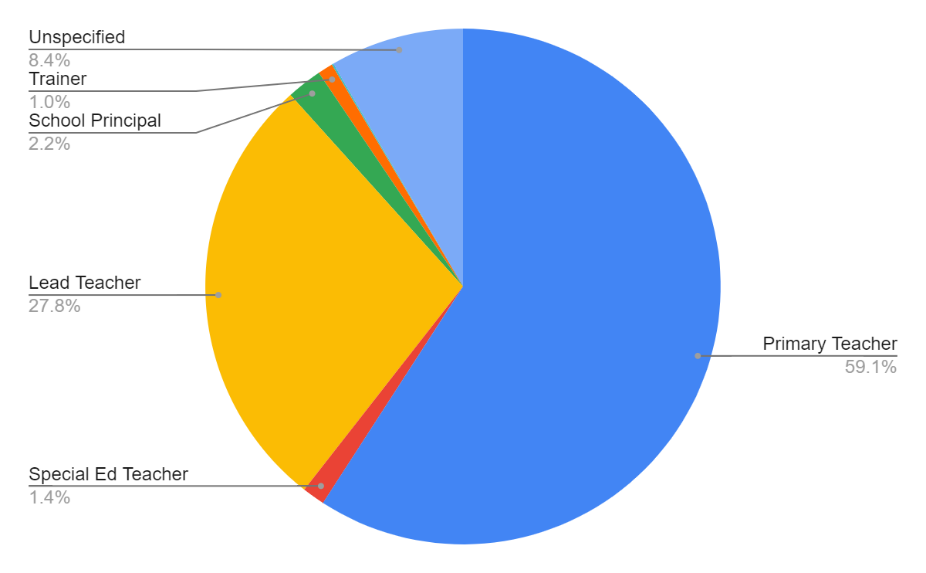 Unspecified
8.4%
Trainer
1.0%
School Principal
2.2%
Lead Teacher
27.8%
Primary Teacher
59.1%
Special Ed Teacher
1.4%